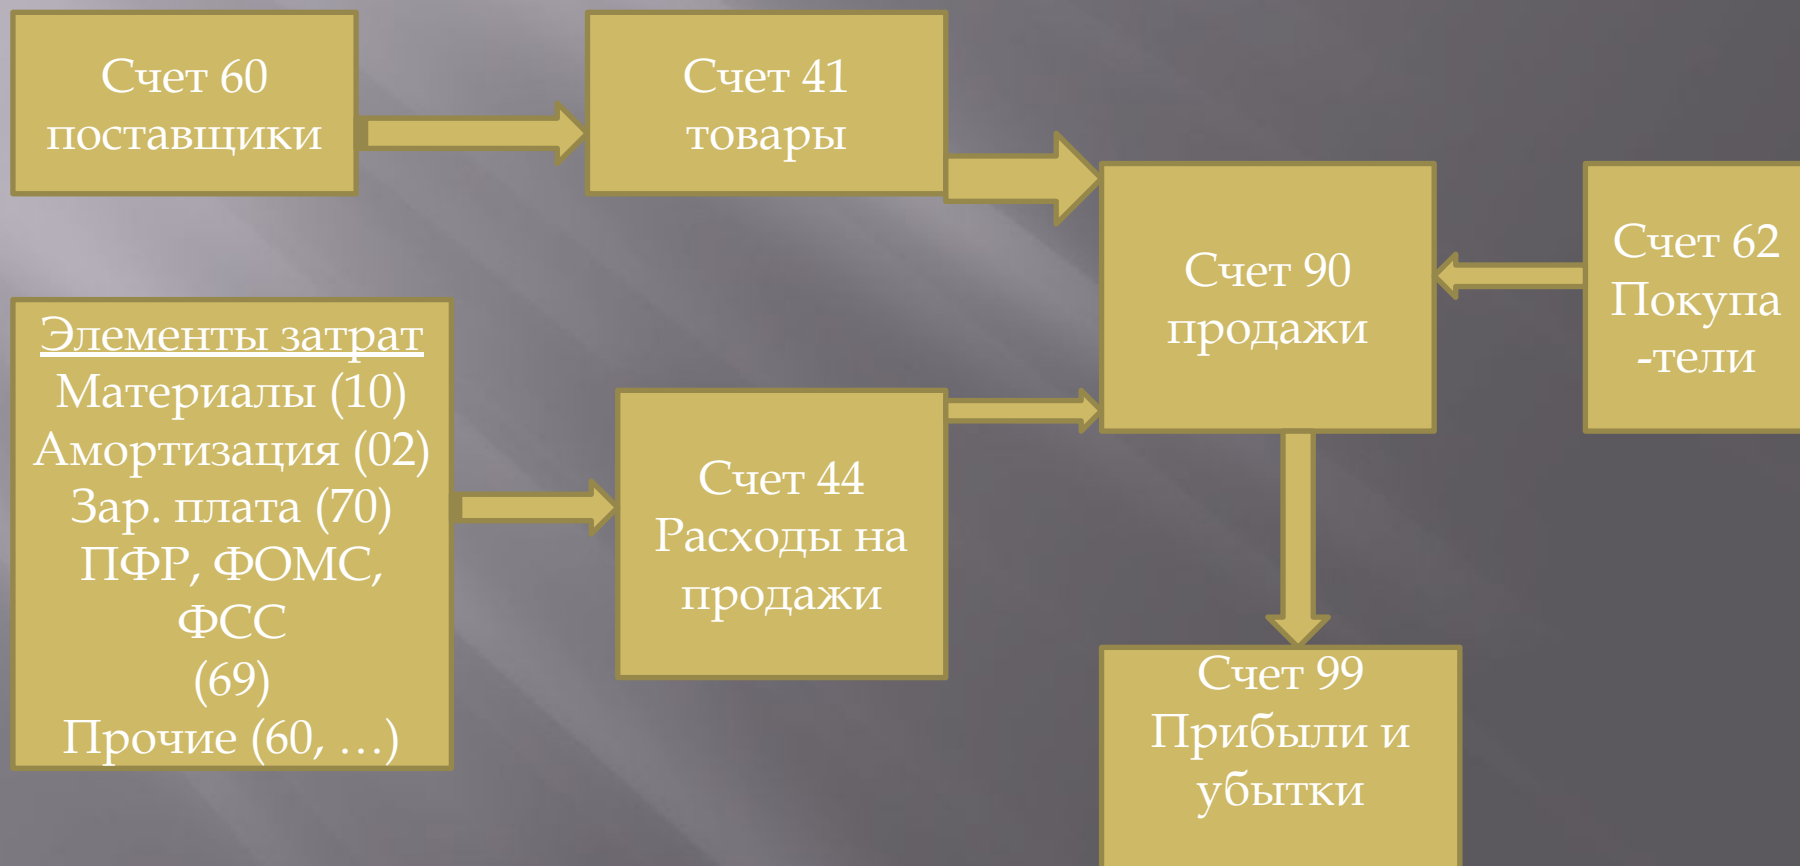 Счет 60
поставщики
Счет 41
товары
Счет 90
продажи
Счет 62
Покупа
-тели
Элементы затрат
Материалы (10)
Амортизация (02)
Зар. плата (70)
ПФР, ФОМС,
ФСС
(69)
Прочие (60, …)
Счет 44
Расходы на
продажи
Счет 99
Прибыли и
убытки